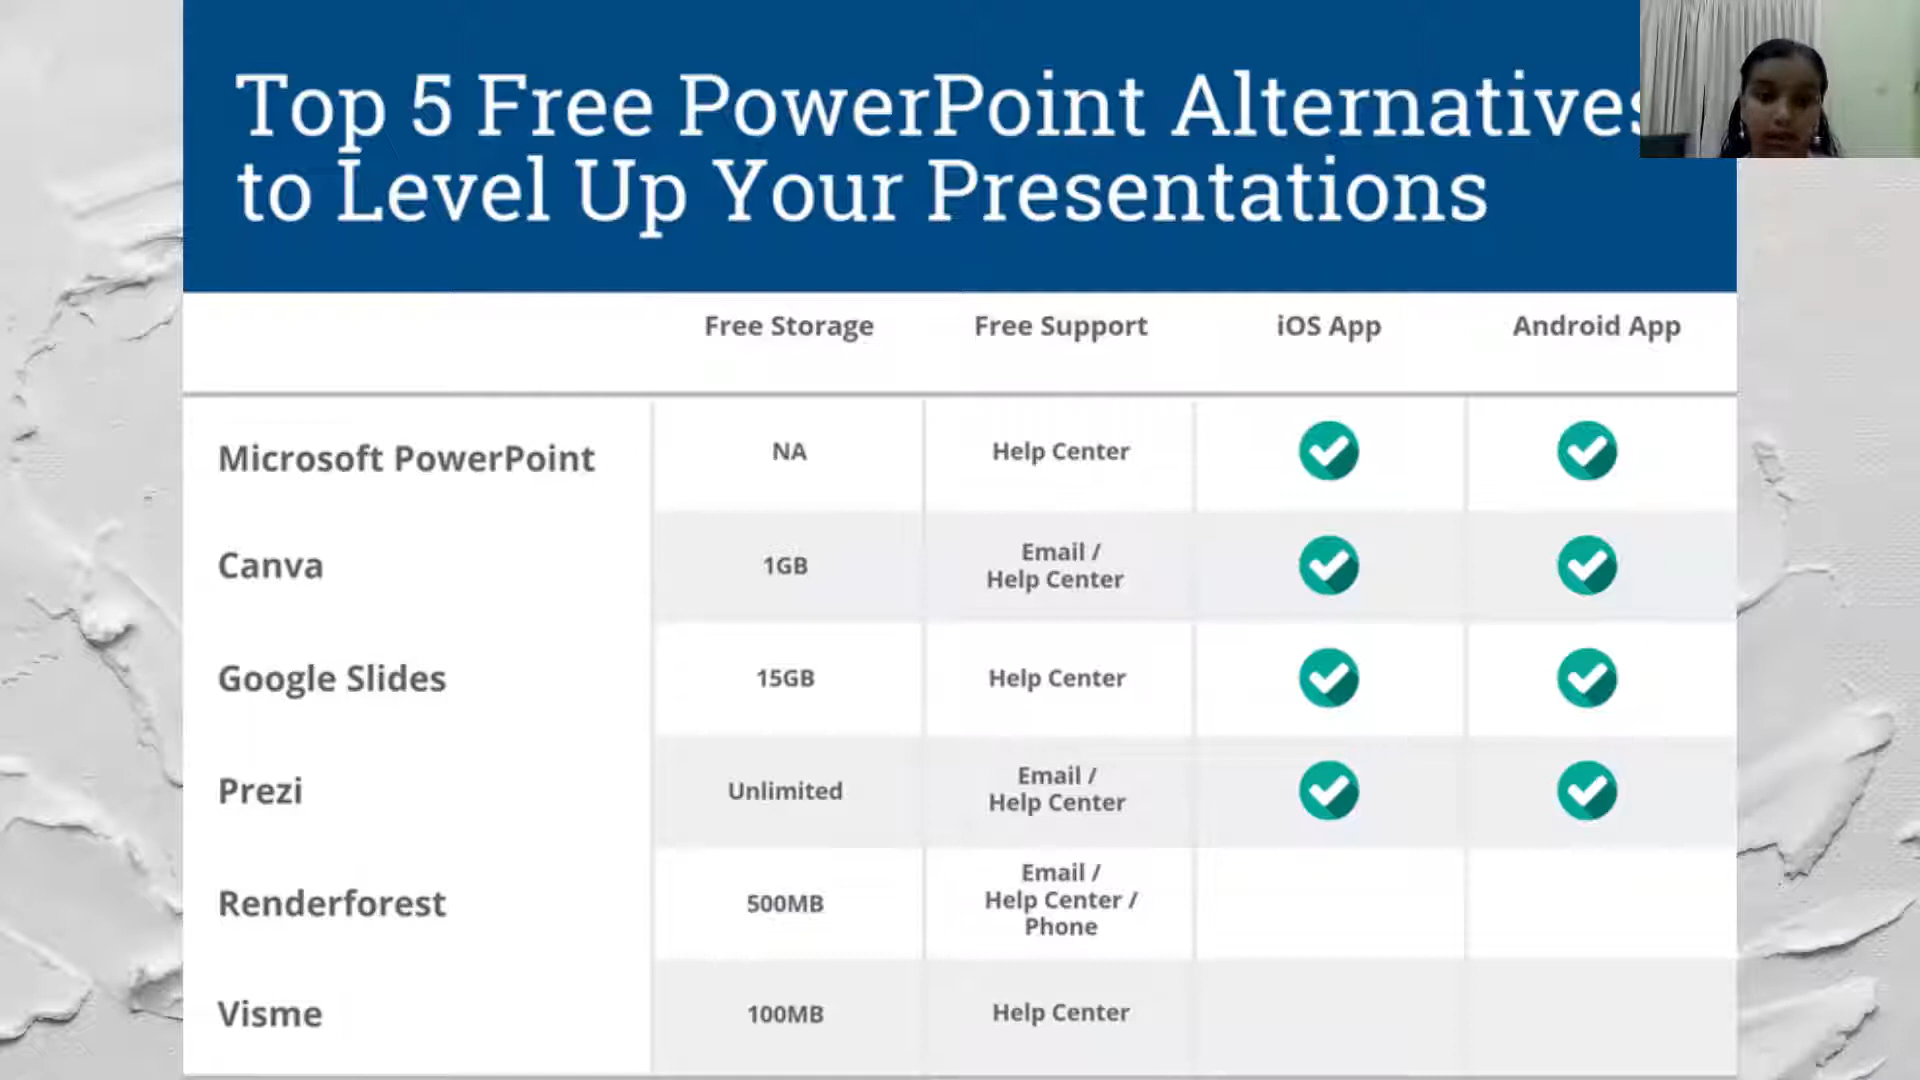 Top 5 Free PowerPoint Alternatives
to Level Up Your Presentations
Free Storage Free Support iOS App Android App
Microsoft PowerPoint NA Help Center
Canva 1GB Email /
Help Center
Google Slides 15GB Help Center
Prezi Unlimited Email /
Help Center
Renderforest 500MB Email /
Help Center /
Phone
Visme 100MB Help Center